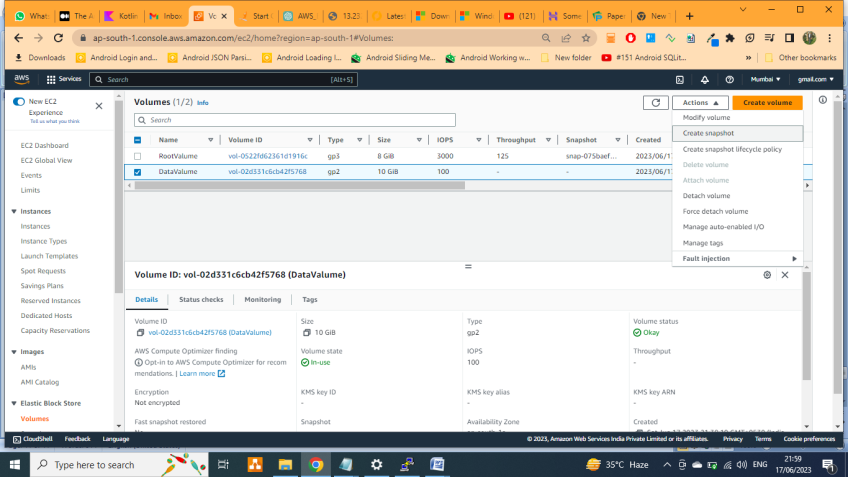 Whats
The A
Kotlin
Inbox
Vc
Start
AWS_
13.23
Lates
Down
Wind
(121)
Some
Pape
New
ap-south-1.console.aws.amazon.com/ec2/home?region=ap-south-1#Volumes:
Downloads
Android Login and...
Android JSON Parsi...
Android Loading I...
Android Sliding Me...
Android Working w...
New folder
#151 Android SQLit...
»
Other bookmarks
aws
Services
Search
[Alt+S]
Mumbai
gmail.com
New EC2
Experience
Tell us what you think
EC2 Dashboard
EC2 Global View
Events
Limits
Instances
Instances
Instance Types
Launch Templates
Spot Requests
Savings Plans
Reserved Instances
Dedicated Hosts
Capacity Reservations
Images
AMIs
AMI Catalog
Elastic Block Store
Volumes
Volumes (1/2) Info
Actions
Create volume
Search
Name Volume ID Type Size IOPS Throughput Snapshot Created
RootValume vol-0522fd62361d1916c gp3 8 GiB 3000 125 snap-075baef... 2023/06/1
DataValume vol-02d331c6cb42f5768 gp2 10 GiB 100 - - 2023/06/1
Modify volume
Create snapshot
Create snapshot lifecycle policy
Delete volume
Attach volume
Detach volume
Force detach volume
Manage auto-enabled I/O
Manage tags
Fault injection
Volume ID: vol-02d331c6cb42f5768 (DataValume)
Details Status checks Monitoring Tags
Volume ID Size Type Volume status
vol-02d331c6cb42f5768 (DataValume) 10 GiB gp2 Okay
AWS Compute Optimizer finding Volume state IOPS Throughput
Opt-in to AWS Compute Optimizer for recom In-use 100 -
mendations. | Learn more
Encryption KMS key ID KMS key alias KMS key ARN
Not encrypted - - -
Fast snapshot restored Snapshot Availability Zone Created
CloudShell Feedback Language
© 2023, Amazon Web Services India Private Limited or its affiliates. Privacy Terms Cookie preferences
Type here to search
35°C Haze
ENG
21:59
17/06/2023